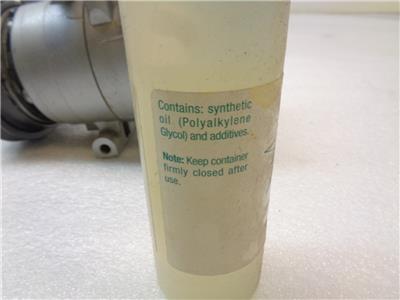 Contains: synthetic
oil (Polyalkylene
Glycol) and additives.
Note: Keep container
firmly closed after
use.